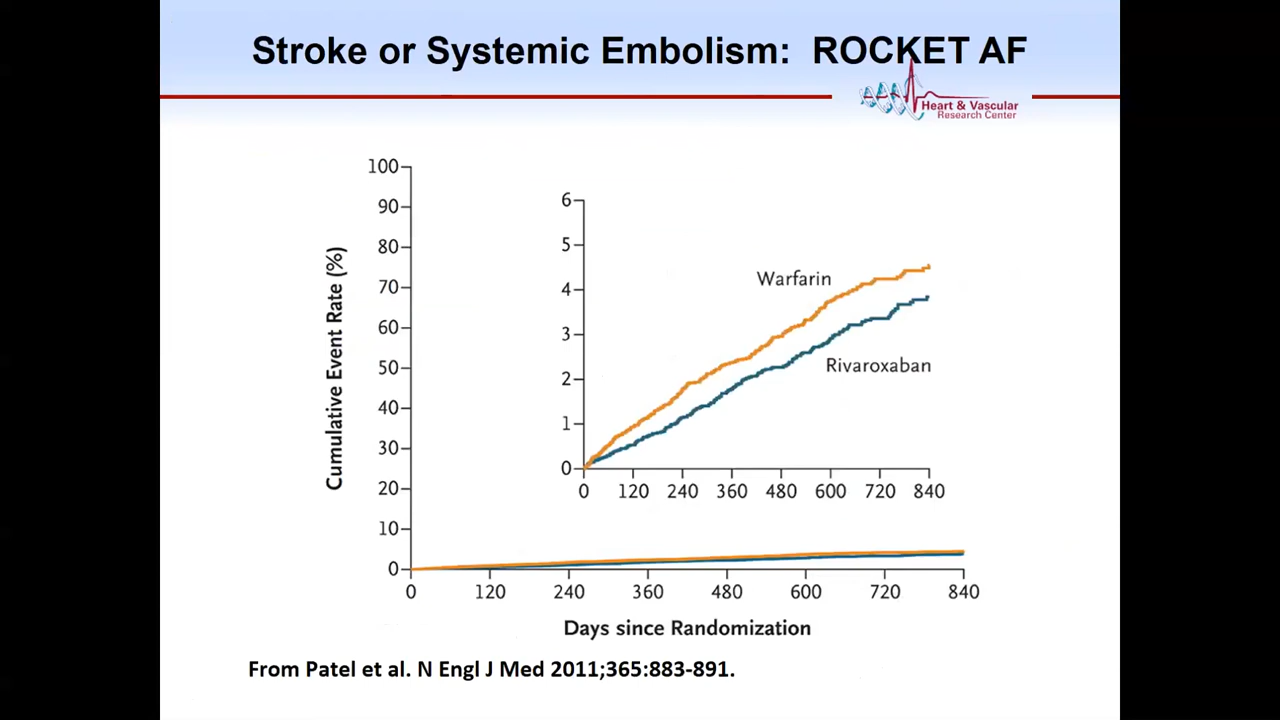 Stroke or Systemic Embolism: ROCKET AF
Heart & Vascular
Research Center
Cumulative Event Rate (%)
100
90
80
70
60
50
40
30
20
10
0
6
5
4
3
2
1
0
Warfarin
Rivaroxaban
0 120 240 360 480 600 720 840
0 120 240 360 480 600 720 840
Days since Randomization
From Patel et al. N Engl J Med 2011;365:883-891.